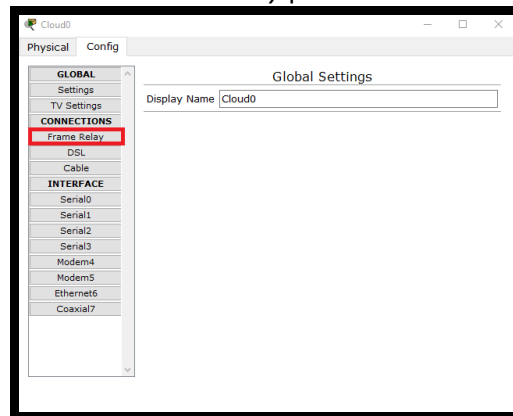 Cloud0
Physical Config
GLOBAL
Settings
TV Settings
CONNECTIONS
Frame Relay
DSL
Cable
INTERFACE
Serial0
Serial1
Serial2
Serial3
Modem4
Modem5
Ethernet6
Coaxial7
Global Settings
Display Name Cloud0